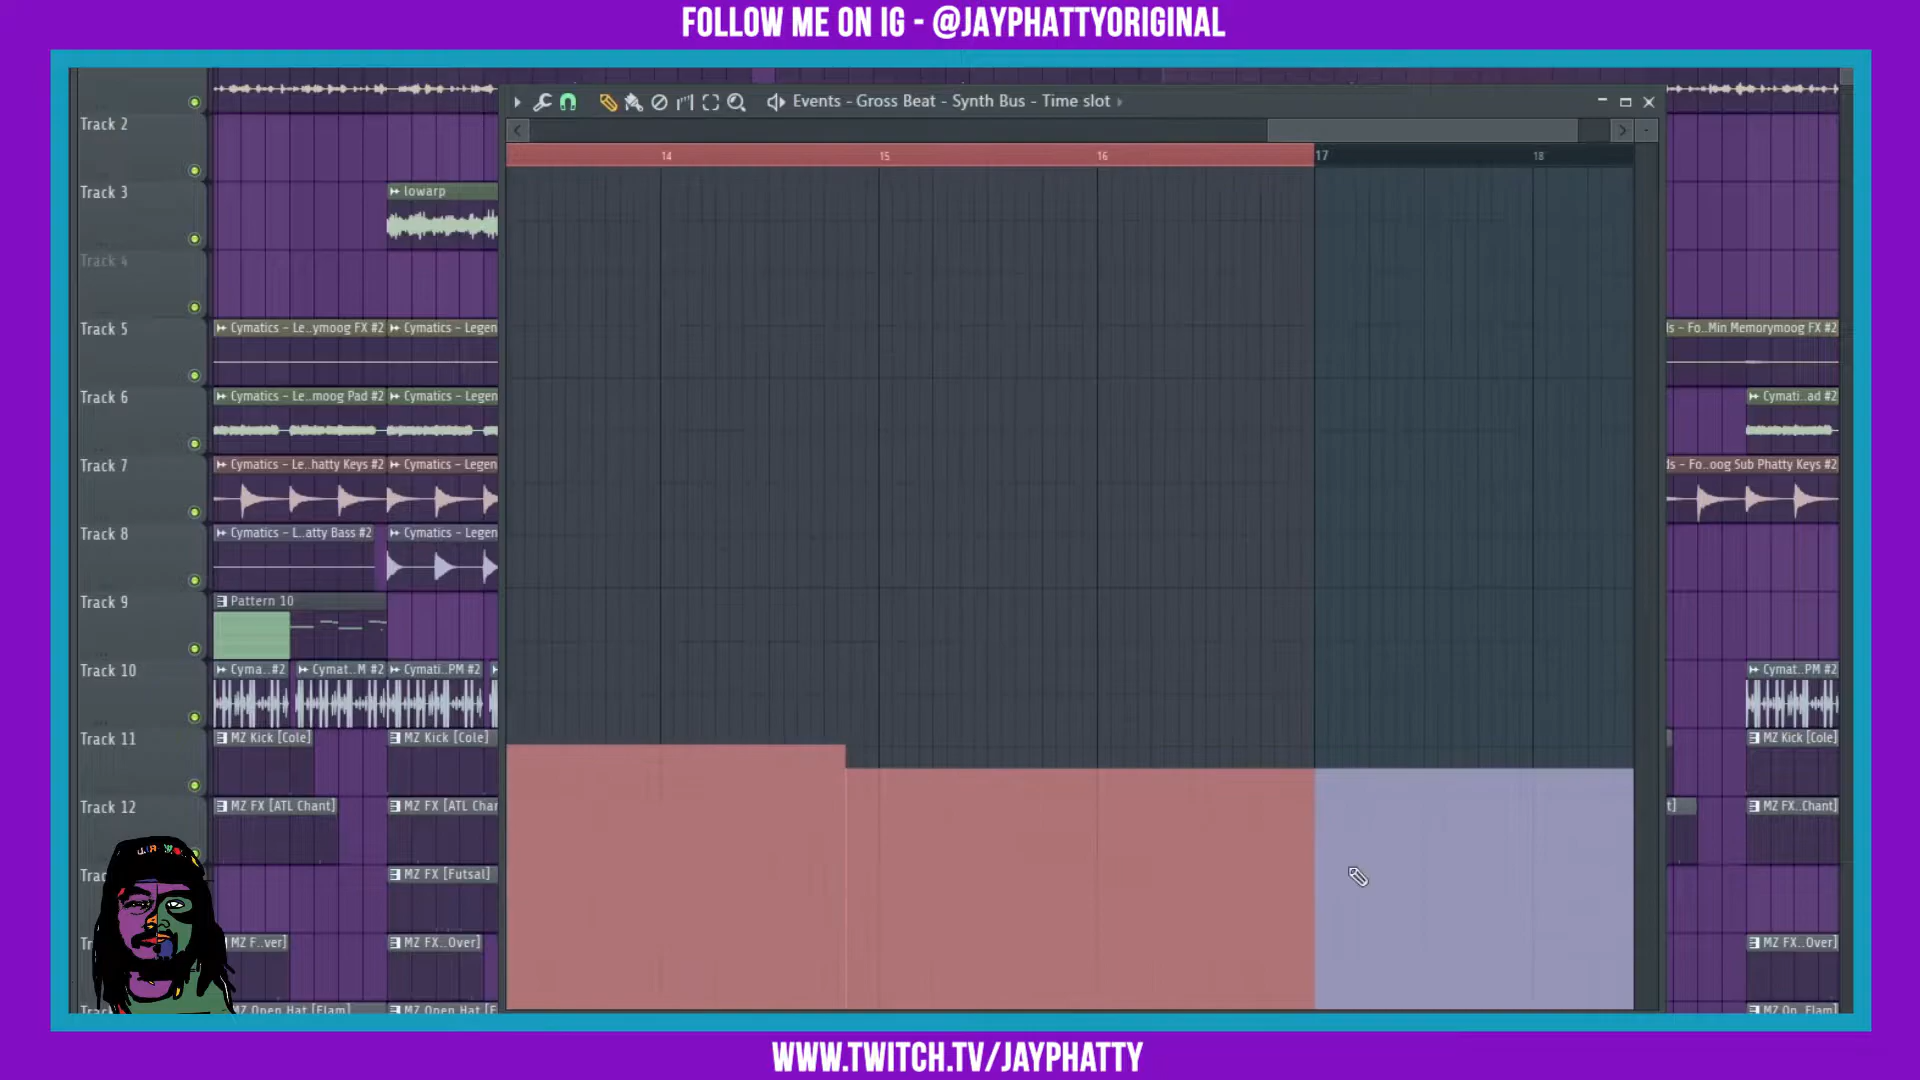 FOLLOW ME ON IG - @JAYPHATTYORIGINAL
Events - Gross Beat - Synth Bus - Time slot
14 15 16 17 18
Track 2
Track 3
lowarp
Track 4
Track 5
Cymatics - Le..ymoog FX #2 Cymatics - Legen
ls - Fo..Min Memorymoog FX #2
Track 6
Cymatics - Le..moog Pad #2 Cymatics - Legen
Cymati..ad #2
Track 7
Cymatics - Le..hatty Keys #2 Cymatics - Legen
ls - Fo..oog Sub Phatty Keys #2
Track 8
Cymatics - L..atty Bass #2 Cymatics - Legen
Track 9
Pattern 10
Track 10
Cyma..#2 Cymat..M #2 Cymati..PM #2
Cymat..PM #2
Track 11
MZ Kick [Cole] MZ Kick [Cole]
MZ Kick [Cole]
Track 12
MZ FX [ATL Chant] MZ FX [ATL Char
t] MZ FX..Chant]
Trac
MZ FX [Futsal]
Tr
MZ F..ver] MZ FX..Over]
MZ FX..Over]
WWW.TWITCH.TV/JAYPHATTY